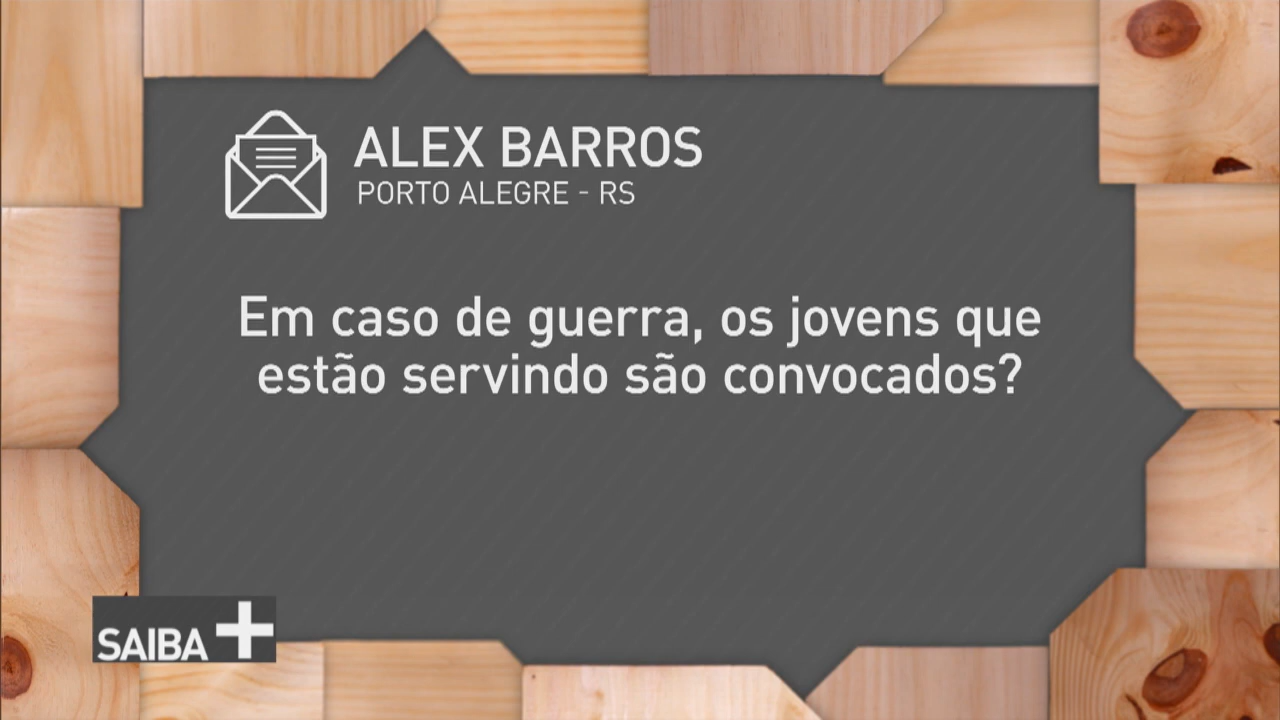 ALEX BARROS
PORTO ALEGRE - RS
Em caso de guerra, os jovens que
estão servindo são convocados?
SAIBA +